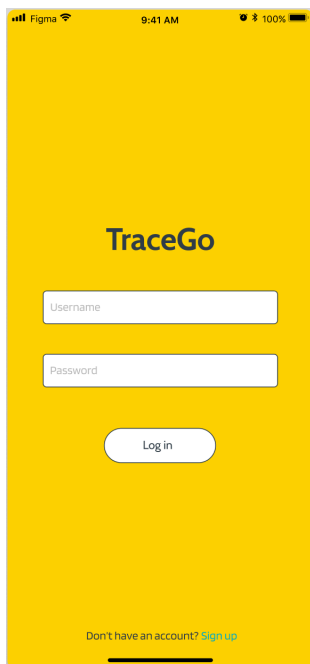 Figma 9:41 AM 100%
TraceGo
Username
Password
Log in
Don't have an account? Sign up